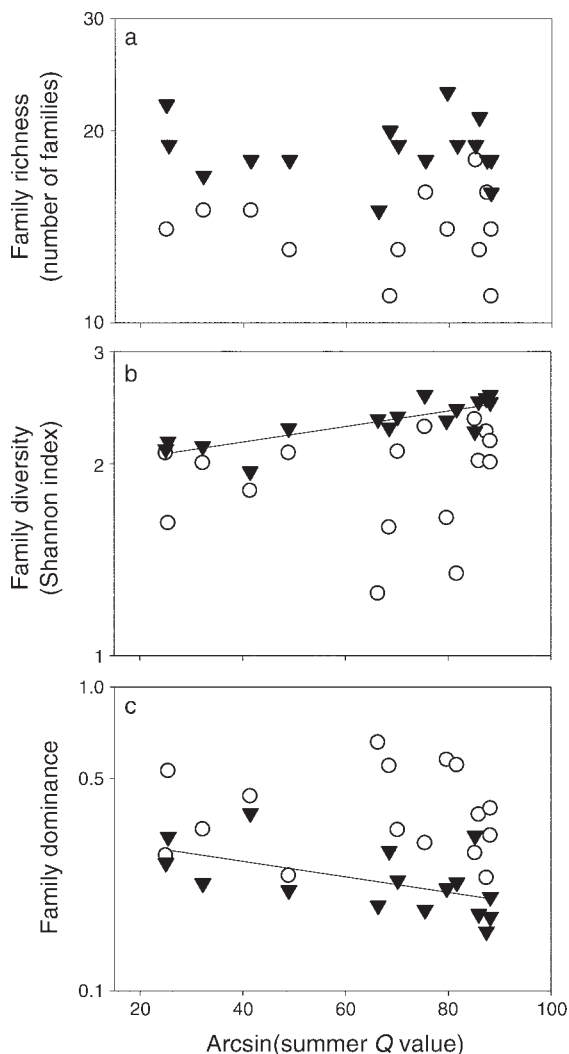 a
Family richness
(number of families)
30
20
10
b
Family diversity
(Shannon index)
3
2
1
c
Family dominance
1.0
0.5
0.1
20 40 60 80 100
Arcsin(summer Q value)